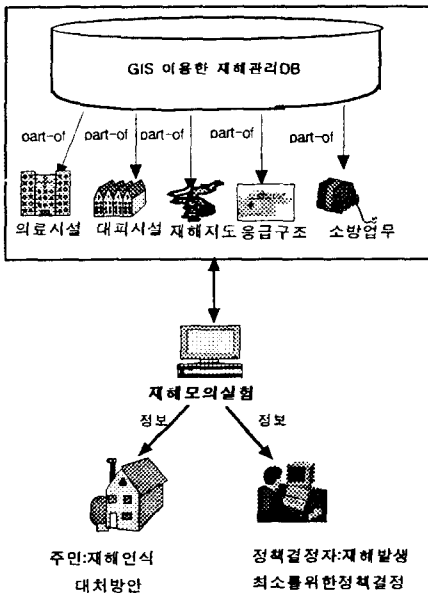 GIS 이용한 재해관리DB
part-of part-of part-of part-of part-of
의료시설 대피시설 재해지도 응급구조 소방업무
재해모의실험
정보 정보
주민:재해인식
대처방안
정책결정자:재해발생
최소를위한정책결정